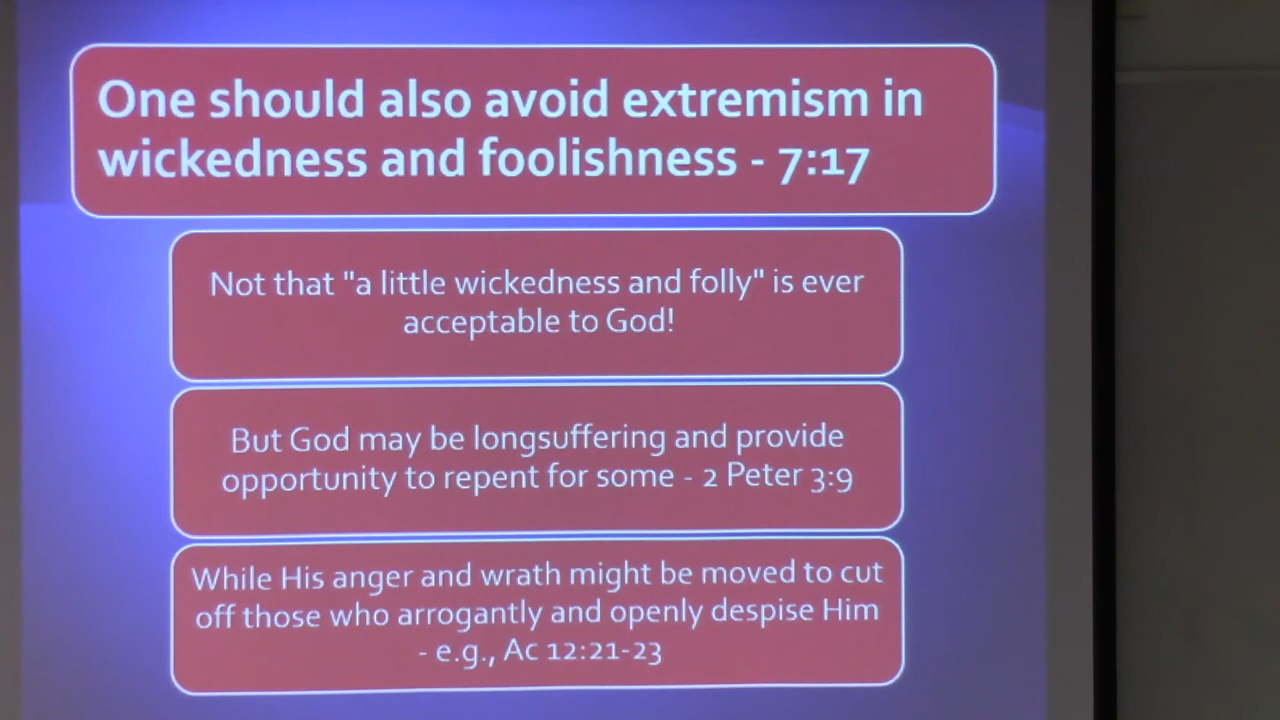 One should also avoid extremism in
wickedness and foolishness - 7:17
Not that "a little wickedness and folly" is ever
acceptable to God!
But God may be longsuffering and provide
opportunity to repent for some - 2 Peter 3:9
While His anger and wrath might be moved to cut
off those who arrogantly and openly despise Him
- e.g., Ac 12:21-23